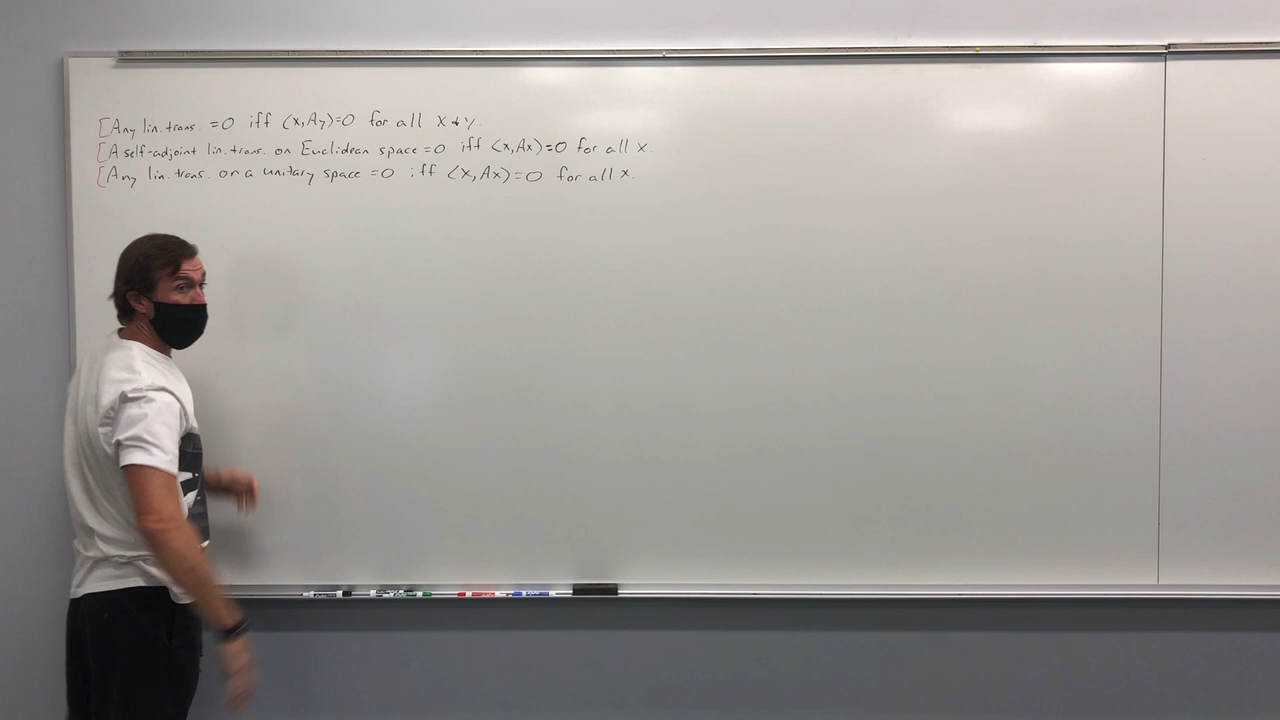 [Any lin. trans. =0 iff (x,Ay)=0 for all x & y.
[A self-adjoint lin. trans. on Euclidean space =0 iff (x,Ax)=0 for all x.
[Any lin. trans. on a unitary space =0 iff (x,Ax)=0 for all x.